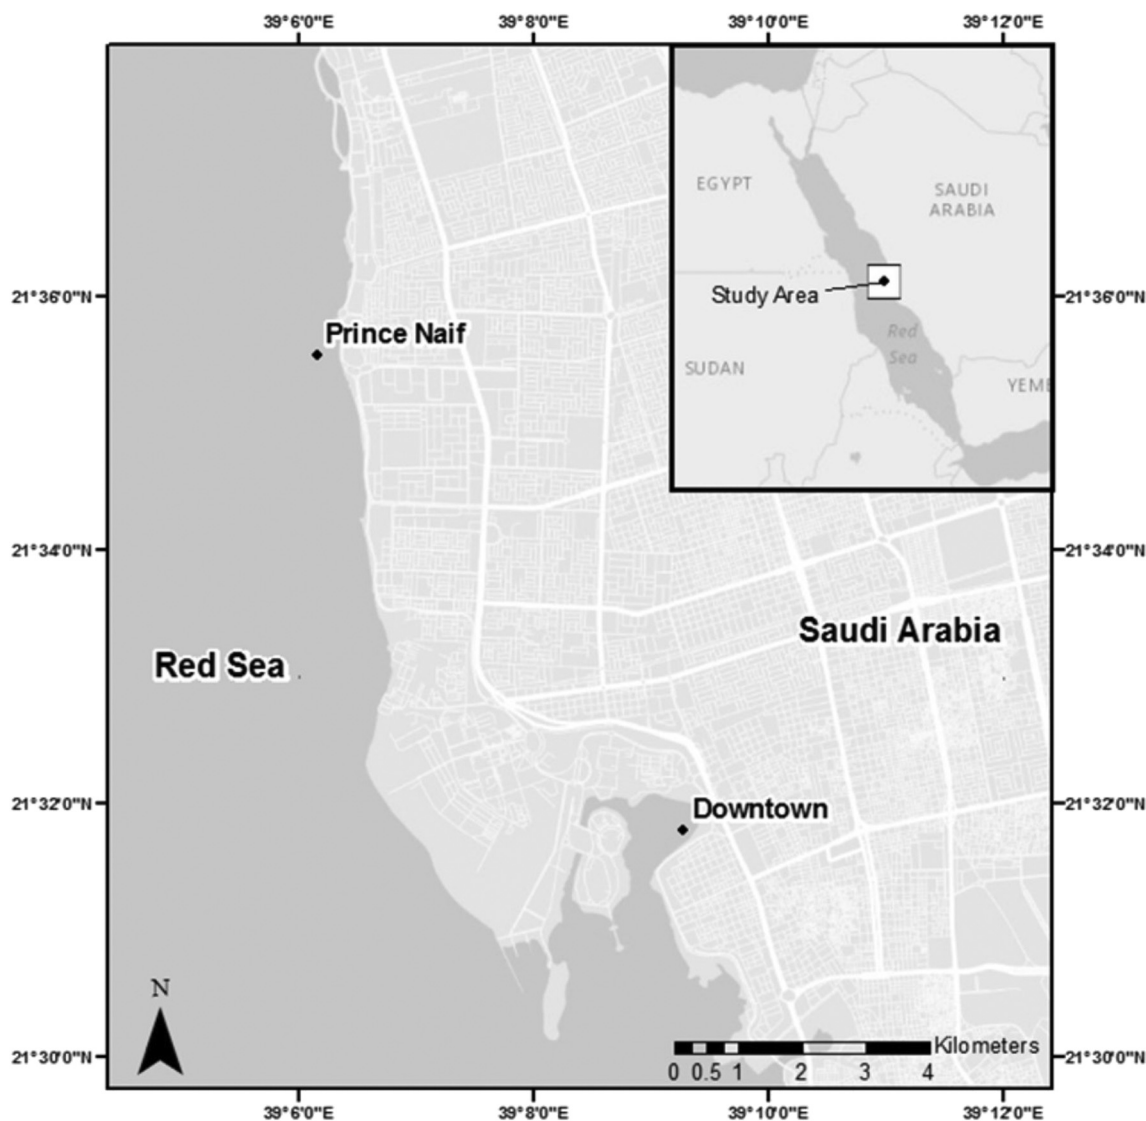 39°6'0"E 39°8'0"E 39°10'0"E 39°12'0"E
EGYPT
SAUDI
ARABIA
21°36'0"N
Study Area
21°36'0"N
Prince Naif
Red
Sea
SUDAN
YEME
21°34'0"N
21°34'0"N
Saudi Arabia
Red Sea
21°32'0"N
Downtown
21°32'0"N
N
21°30'0"N
Kilometers
21°30'0"N
0 0.5 1 2 3 4
39°6'0"E 39°8'0"E 39°10'0"E 39°12'0"E